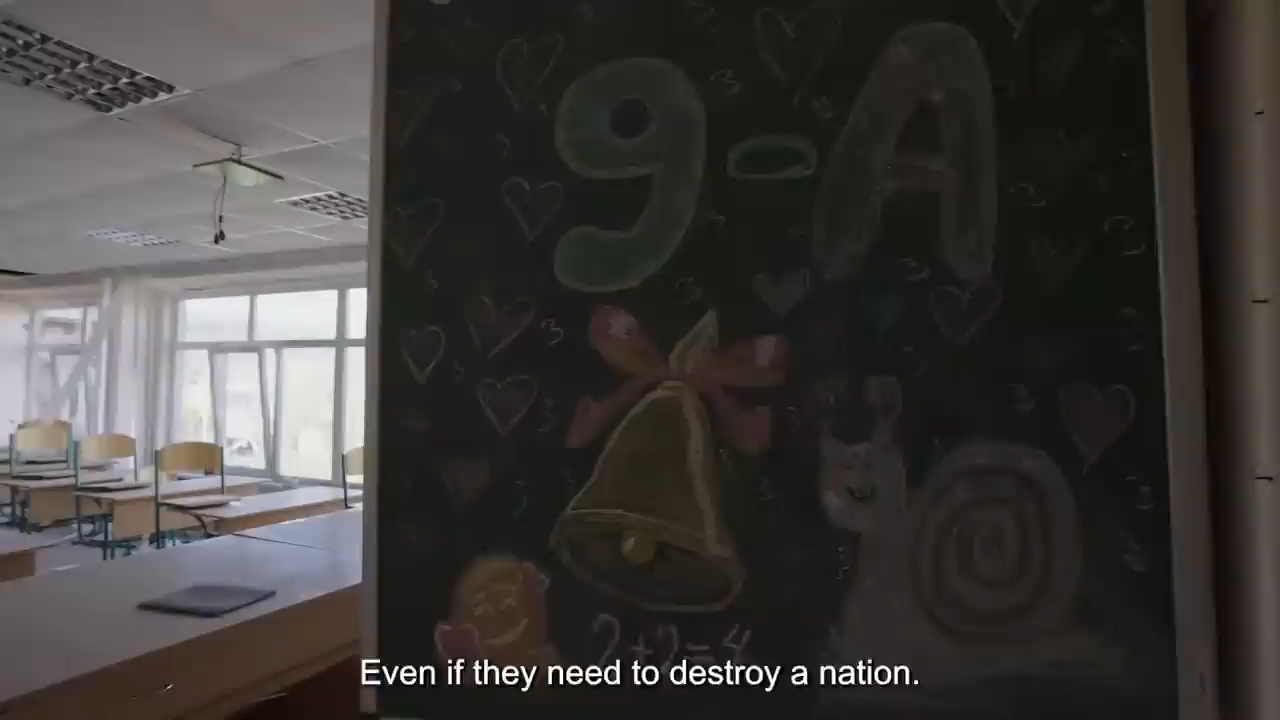 9-А
2+2=4
Even if they need to destroy a nation.